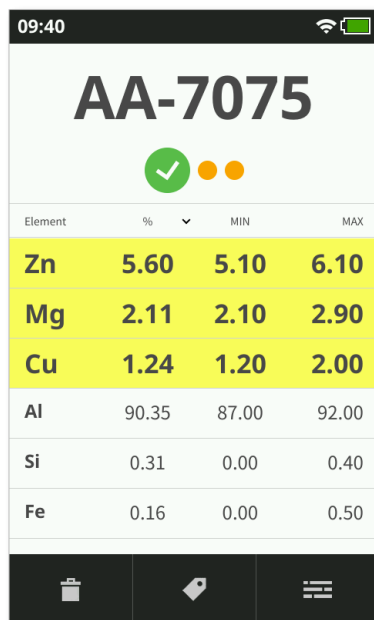 09:40
AA-7075
Element % MIN MAX
Zn 5.60 5.10 6.10
Mg 2.11 2.10 2.90
Cu 1.24 1.20 2.00
Al 90.35 87.00 92.00
Si 0.31 0.00 0.40
Fe 0.16 0.00 0.50